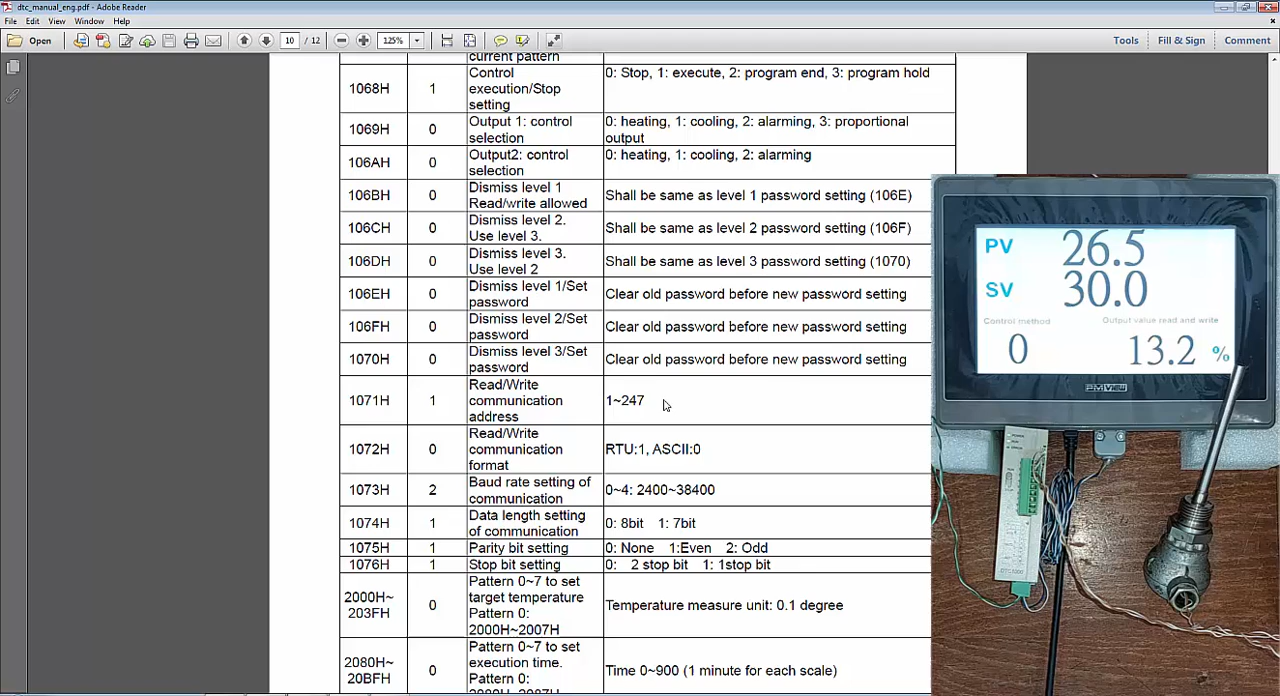 dtc_manual_eng.pdf - Adobe Reader
File Edit View Window Help
Open 10 / 12 125% Tools Fill & Sign Comment
current pattern
1068H 1 Control execution/Stop setting 0: Stop, 1: execute, 2: program end, 3: program hold
1069H 0 Output 1: control selection 0: heating, 1: cooling, 2: alarming, 3: proportional output
106AH 0 Output2: control selection 0: heating, 1: cooling, 2: alarming
106BH 0 Dismiss level 1 Read/write allowed Shall be same as level 1 password setting (106E)
106CH 0 Dismiss level 2. Use level 3. Shall be same as level 2 password setting (106F)
106DH 0 Dismiss level 3. Use level 2 Shall be same as level 3 password setting (1070)
106EH 0 Dismiss level 1/Set password Clear old password before new password setting
106FH 0 Dismiss level 2/Set password Clear old password before new password setting
1070H 0 Dismiss level 3/Set password Clear old password before new password setting
1071H 1 Read/Write communication address 1~247
1072H 0 Read/Write communication format RTU:1, ASCII:0
1073H 2 Baud rate setting of communication 0~4: 2400~38400
1074H 1 Data length setting of communication 0: 8bit 1: 7bit
1075H 1 Parity bit setting 0: None 1:Even 2: Odd
1076H 1 Stop bit setting 0: 2 stop bit 1: 1stop bit
2000H~ 203FH 0 Pattern 0~7 to set target temperature Pattern 0: 2000H~2007H Temperature measure unit: 0.1 degree
2080H~ 20BFH 0 Pattern 0~7 to set execution time. Pattern 0: 2080H~2087H Time 0~900 (1 minute for each scale)
PV 26.5
SV 30.0
Control method Output value read and write
0 13.2 %